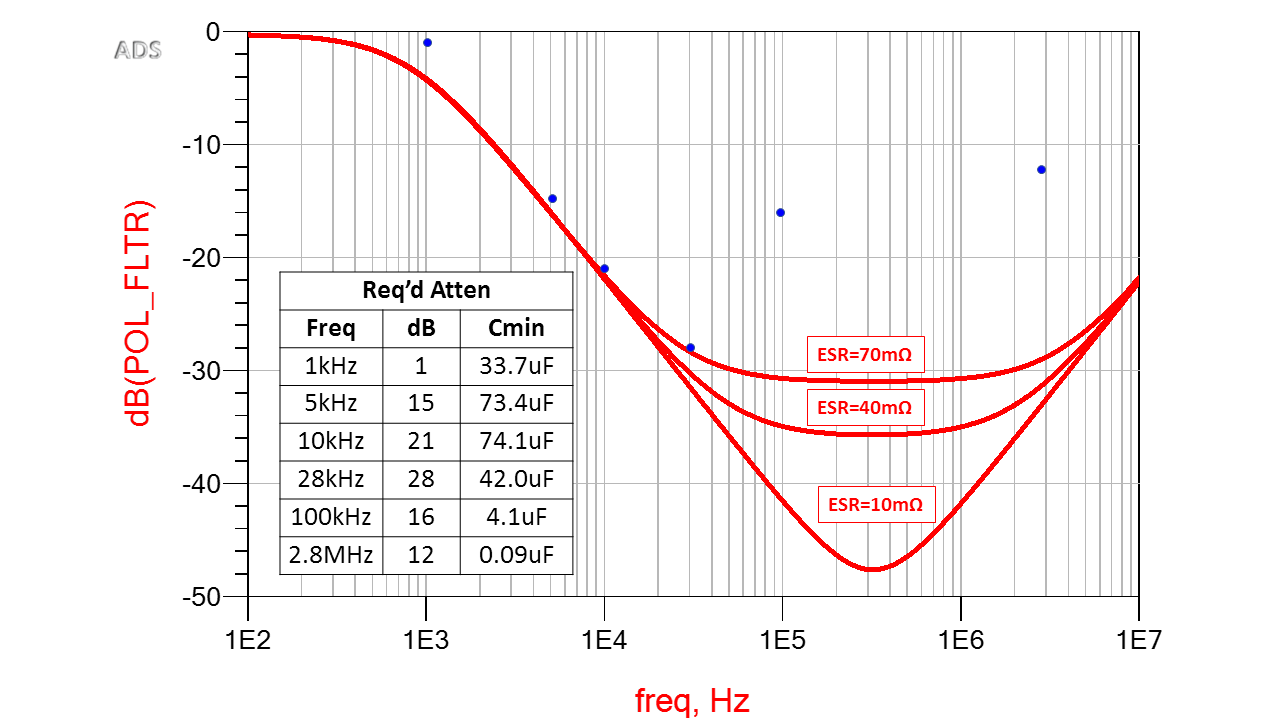 ADS
0
-10
-20
-30
-40
-50
dB(POL_FLTR)
Req'd Atten
Freq dB Cmin
1kHz 1 33.7uF
5kHz 15 73.4uF
10kHz 21 74.1uF
28kHz 28 42.0uF
100kHz 16 4.1uF
2.8MHz 12 0.09uF
ESR=70mΩ
ESR=40mΩ
ESR=10mΩ
1E2 1E3 1E4 1E5 1E6 1E7
freq, Hz